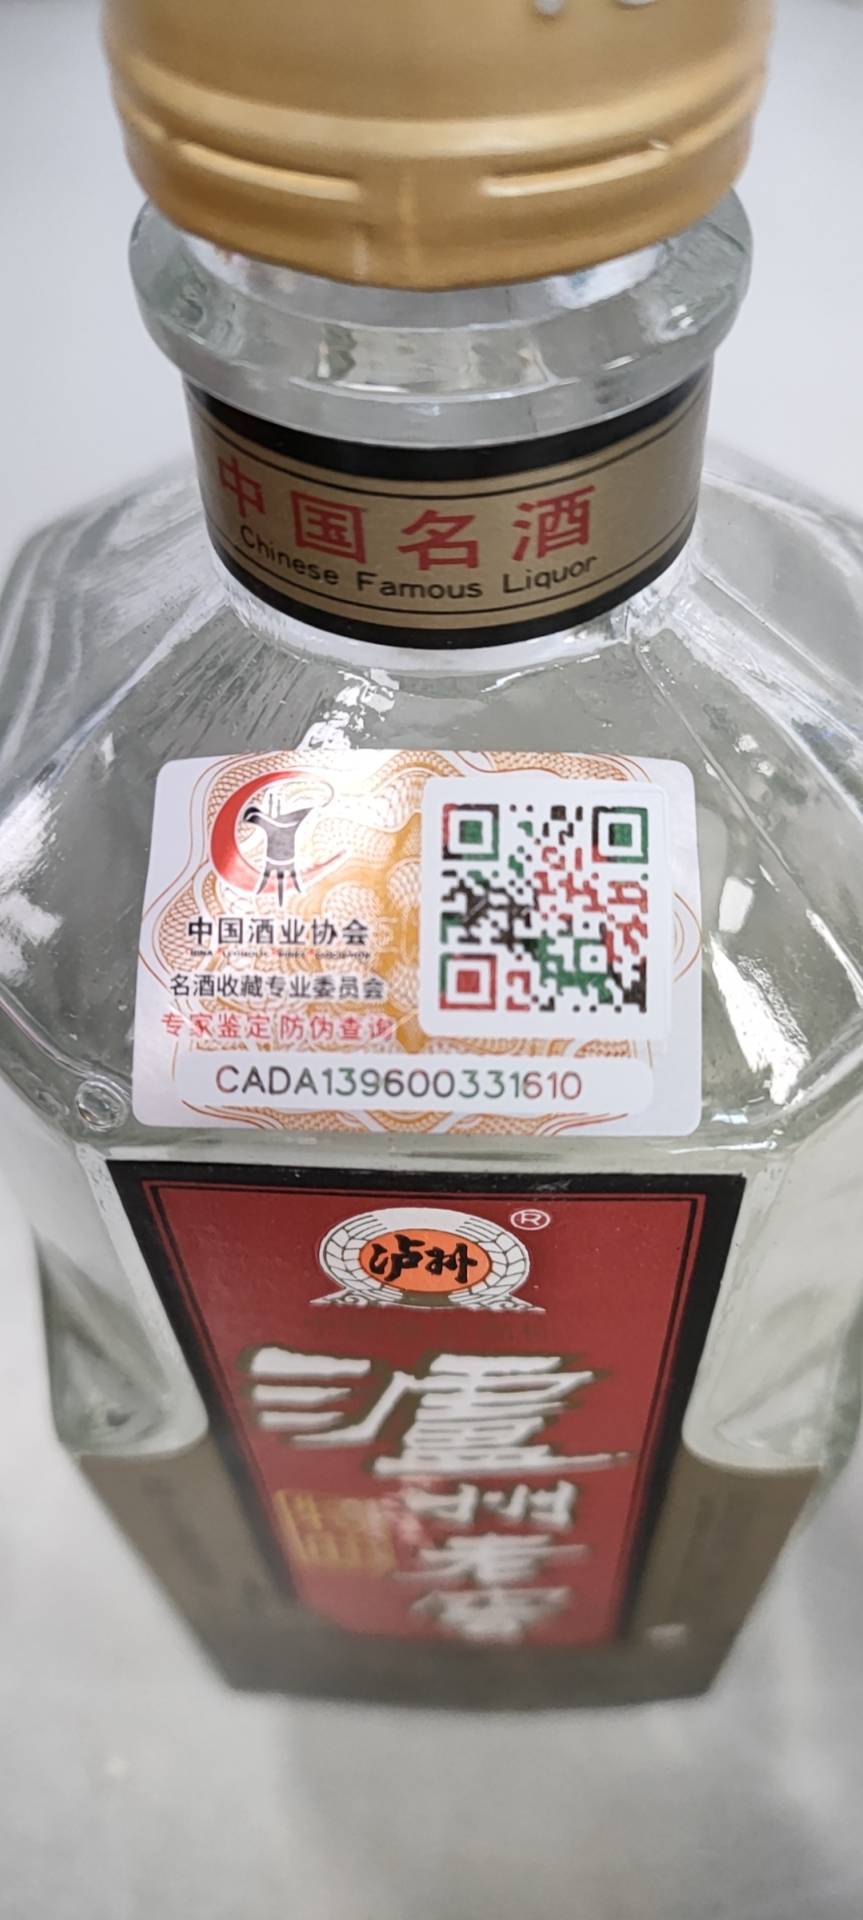 中国名酒
Chinese Famous Liquor
中国酒业协会
名酒收藏专业委员会
专家鉴定 防伪查询
CADA139600331610
泸州
®
泸
州
老
窖